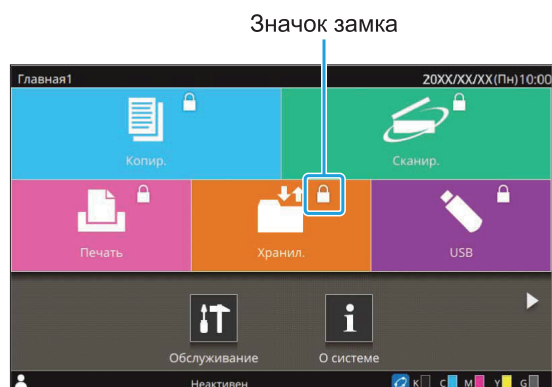 Значок замка
Главная1
20XX/XX/XX(Пн)10:00
Копир.
Сканир.
Печать
Хранил.
USB
Обслуживание
О системе
Неактивен
K C M Y G